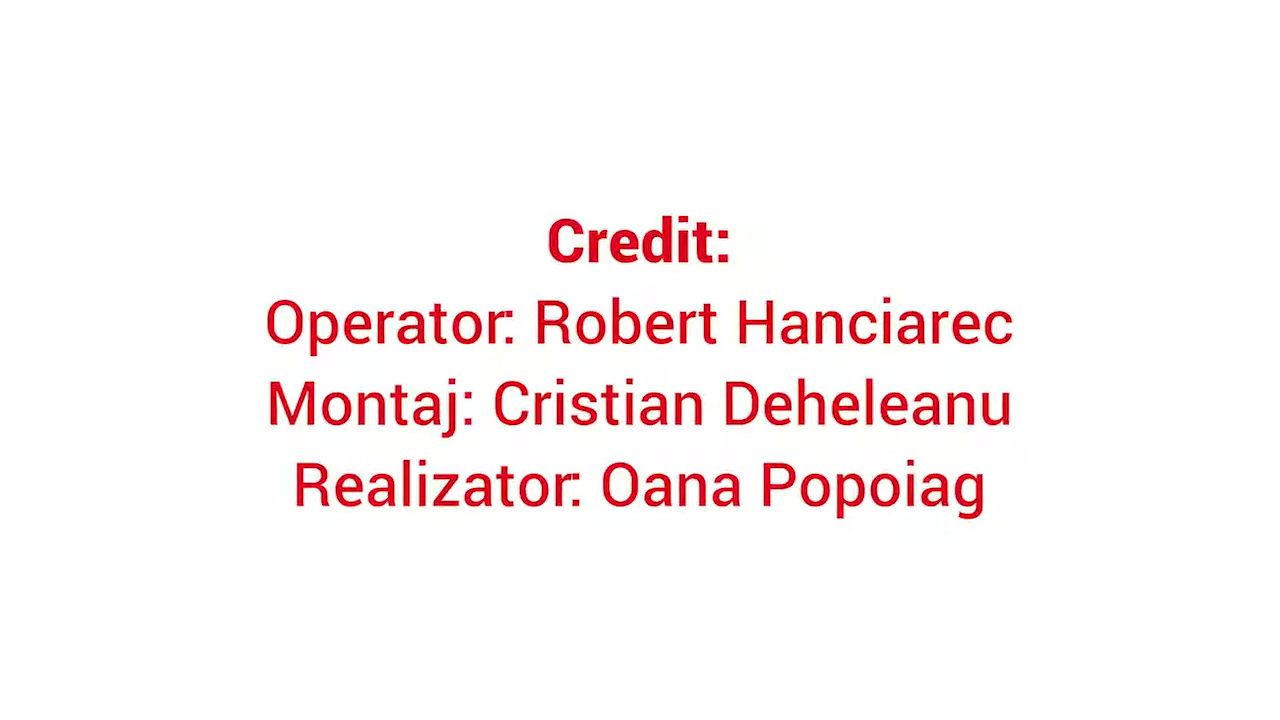 Credit:
Operator: Robert Hanciarec
Montaj: Cristian Deheleanu
Realizator: Oana Popoiag